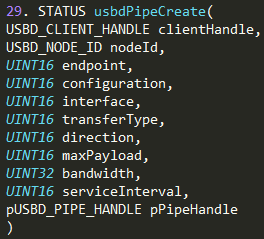 29. STATUS usbdPipeCreate(
USBD_CLIENT_HANDLE clientHandle,
USBD_NODE_ID nodeId,
UINT16 endpoint,
UINT16 configuration,
UINT16 interface,
UINT16 transferType,
UINT16 direction,
UINT16 maxPayload,
UINT32 bandwidth,
UINT16 serviceInterval,
pUSBD_PIPE_HANDLE pPipeHandle
)